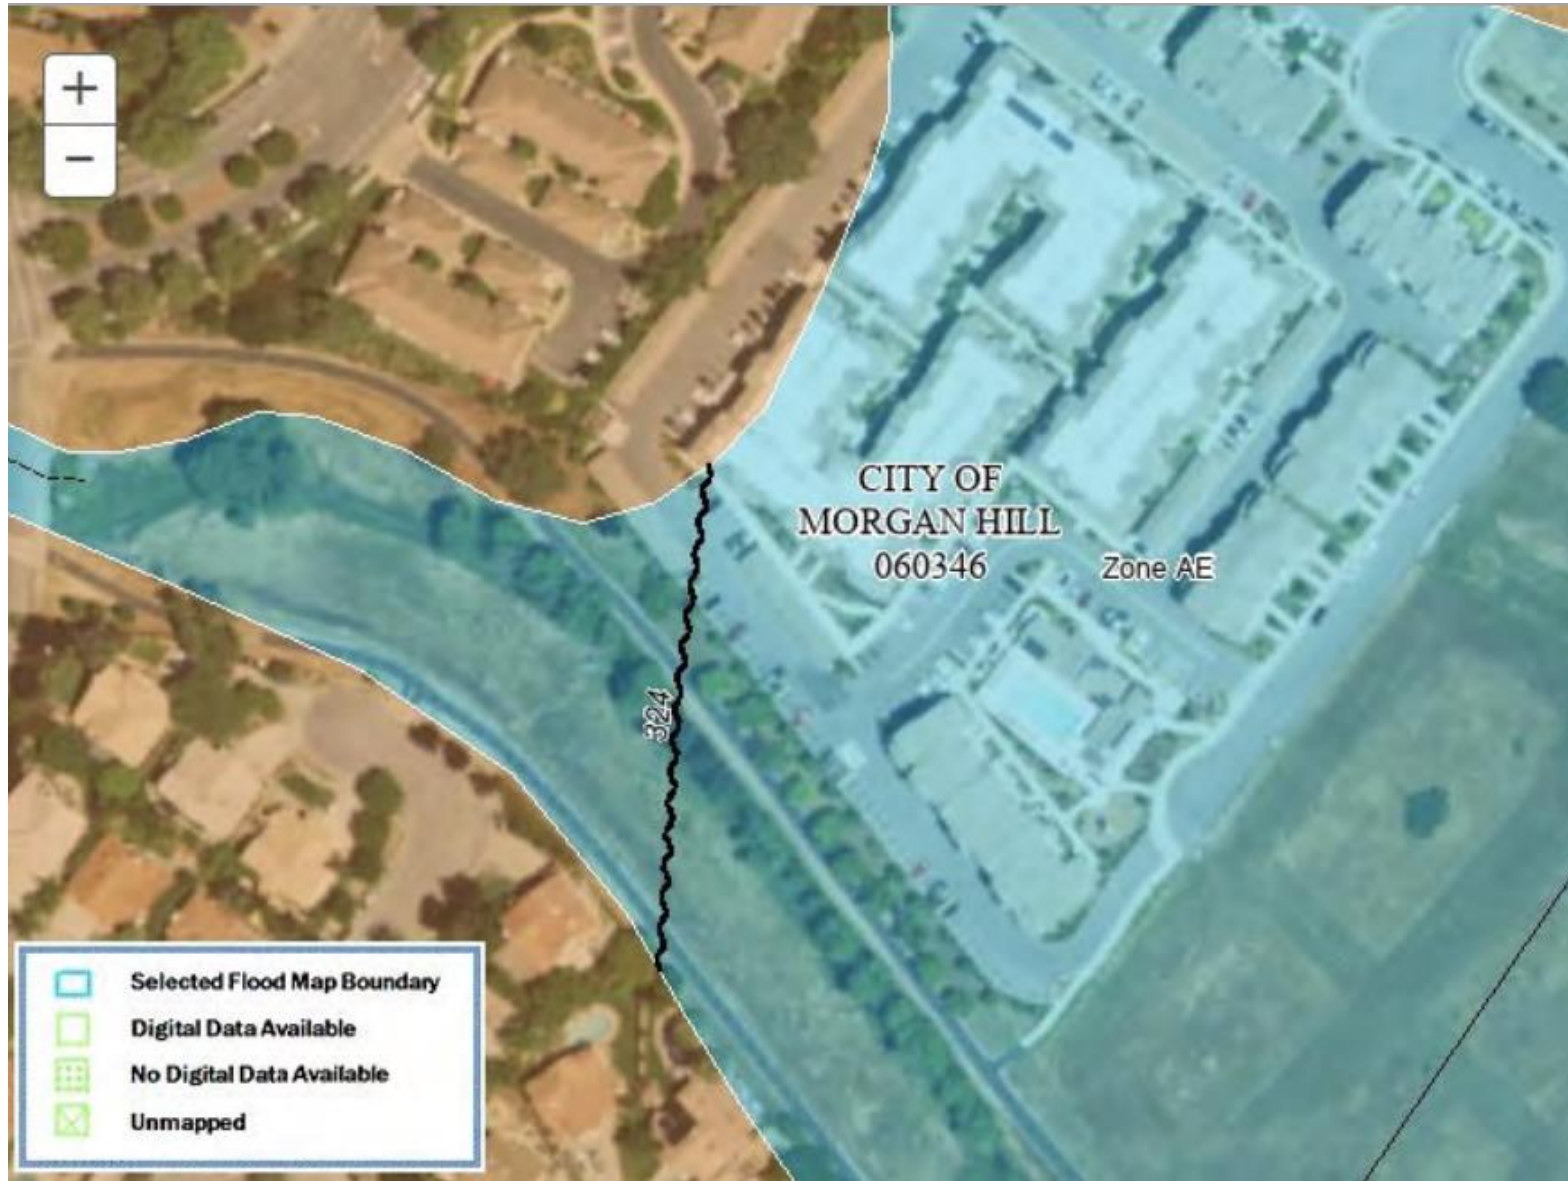 +
−
CITY OF
MORGAN HILL
060346
Zone AE
324
Selected Flood Map Boundary
Digital Data Available
No Digital Data Available
Unmapped